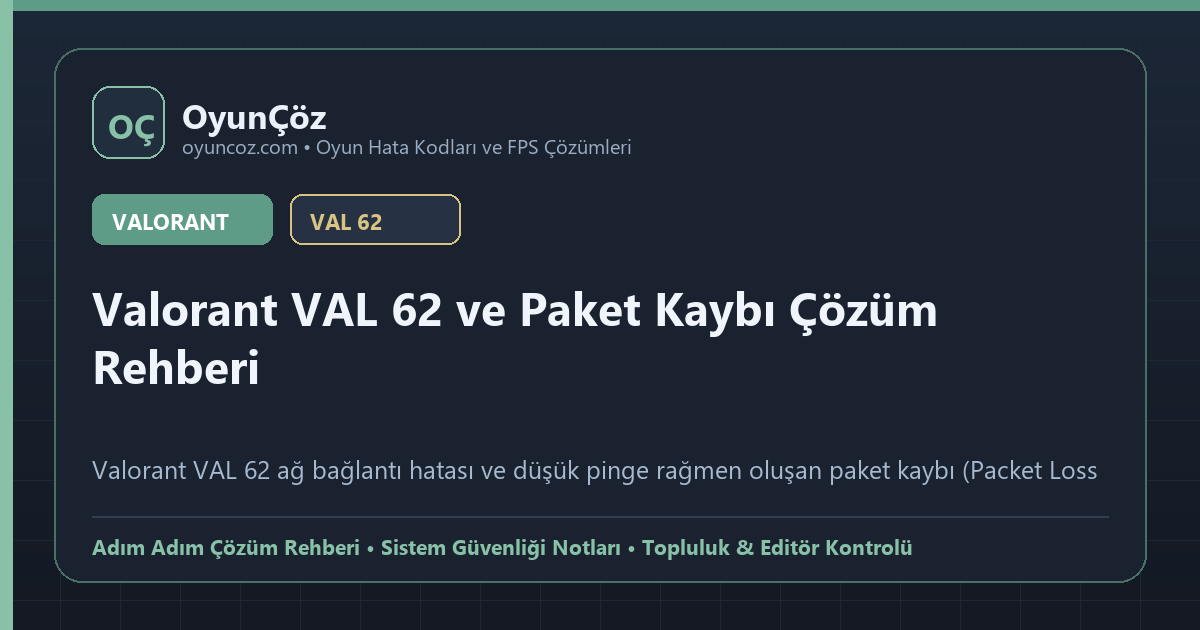 OÇ
OyunÇöz
oyuncoz.com • Oyun Hata Kodları ve FPS Çözümleri
VALORANT
VAL 62
Valorant VAL 62 ve Paket Kaybı Çözüm
Rehberi
Valorant VAL 62 ağ bağlantı hatası ve düşük pinge rağmen oluşan paket kaybı (Packet Loss
Adım Adım Çözüm Rehberi • Sistem Güvenliği Notları • Topluluk & Editör Kontrolü